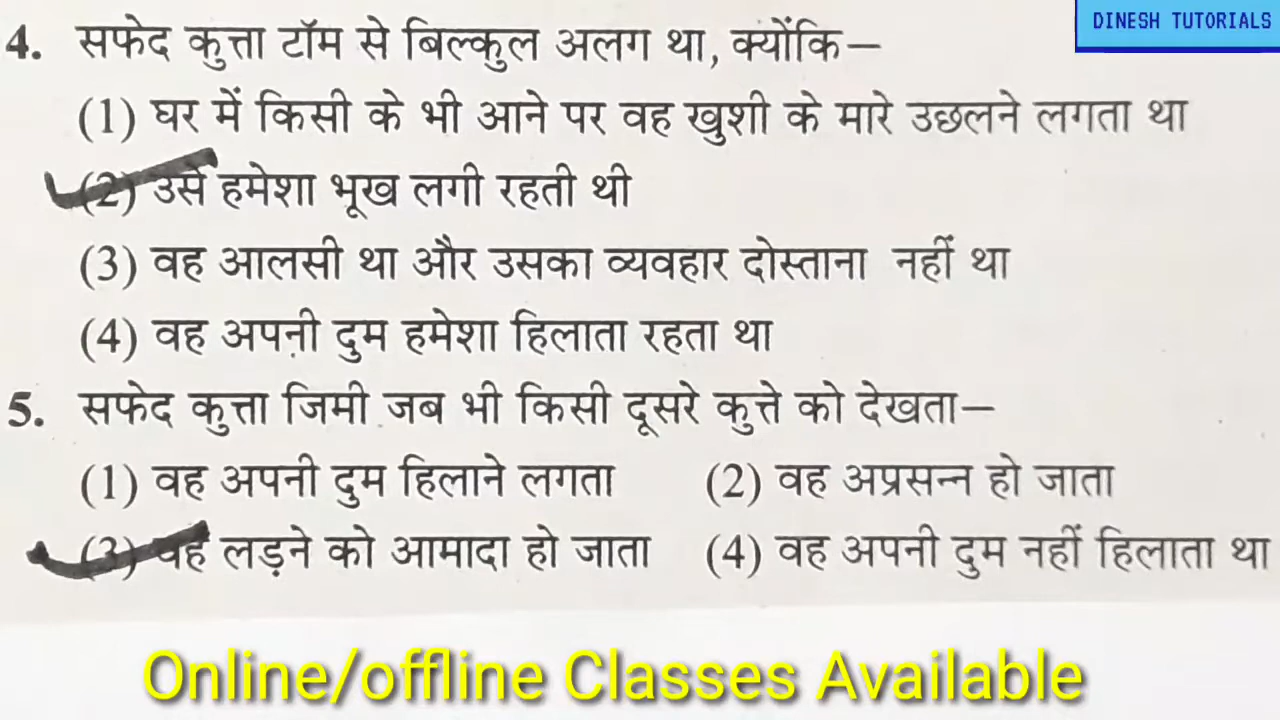 DINESH TUTORIALS
4. सफेद कुत्ता टॉम से बिल्कुल अलग था, क्योंकि—
(1) घर में किसी के भी आने पर वह खुशी के मारे उछलने लगता था
(2) उसे हमेशा भूख लगी रहती थी
(3) वह आलसी था और उसका व्यवहार दोस्ताना नहीं था
(4) वह अपनी दुम हमेशा हिलाता रहता था
5. सफेद कुत्ता जिमी जब भी किसी दूसरे कुत्ते को देखता—
(1) वह अपनी दुम हिलाने लगता (2) वह अप्रसन्न हो जाता
(3) वह लड़ने को आमादा हो जाता (4) वह अपनी दुम नहीं हिलाता था
Online/offline Classes Available